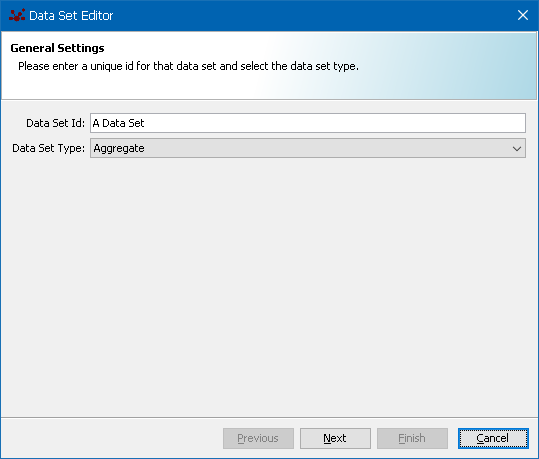 Data Set Editor
General Settings
Please enter a unique id for that data set and select the data set type.
Data Set Id: A Data Set
Data Set Type: Aggregate
Previous Next Finish Cancel